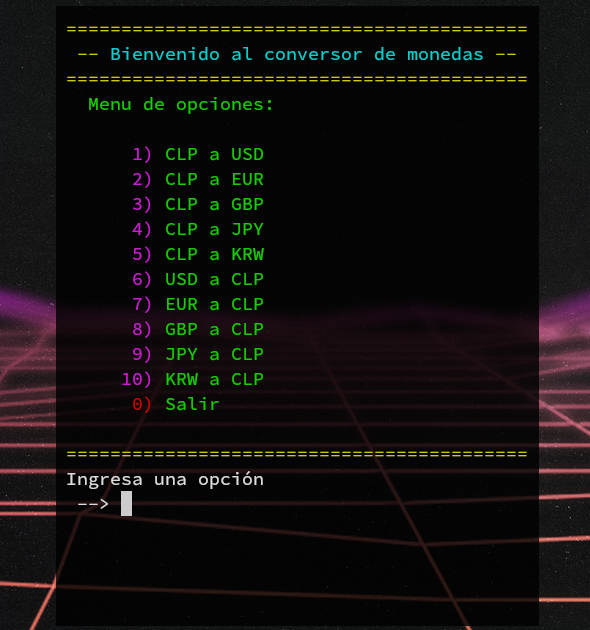 ==========================================
-- Bienvenido al conversor de monedas --
==========================================
Menu de opciones:
1) CLP a USD
2) CLP a EUR
3) CLP a GBP
4) CLP a JPY
5) CLP a KRW
6) USD a CLP
7) EUR a CLP
8) GBP a CLP
9) JPY a CLP
10) KRW a CLP
0) Salir
==========================================
Ingresa una opción
-->